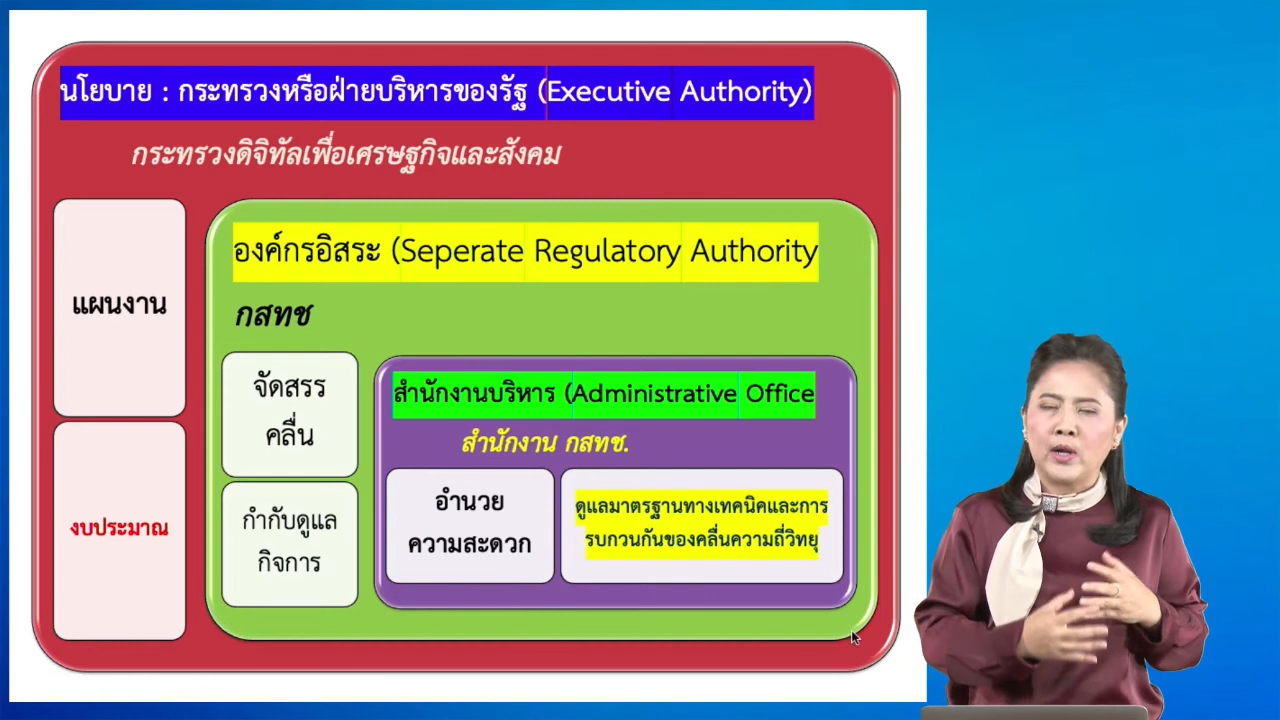 นโยบาย : กระทรวงหรือฝ่ายบริหารของรัฐ (Executive Authority)
กระทรวงดิจิทัลเพื่อเศรษฐกิจและสังคม
แผนงาน
งบประมาณ
องค์กรอิสระ (Seperate Regulatory Authority
กสทช
จัดสรร
คลื่น
กำกับดูแล
กิจการ
สำนักงานบริหาร (Administrative Office
สำนักงาน กสทช.
อำนวย
ความสะดวก
ดูแลมาตรฐานทางเทคนิคและการ
รบกวนกันของคลื่นความถี่วิทยุ